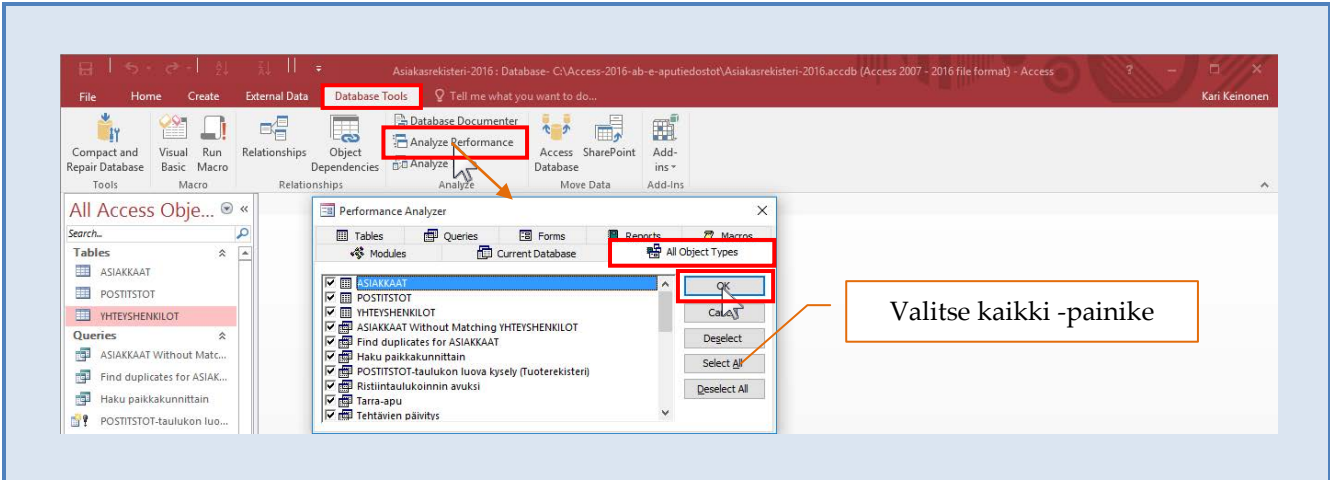 Asiakasrekisteri-2016 : Database- C:\Access-2016-ab-e-aputiedostot\Asiakasrekisteri-2016.accdb (Access 2007 - 2016 file format) - Access
File Home Create External Data Database Tools Tell me what you want to do... Kari Keinonen
Compact and Repair Database
Visual Basic
Run Macro
Relationships
Object Dependencies
Database Documenter
Analyze Performance
Analyze
Access Database
SharePoint
Add-ins
Tools Macro Relationships Analyze Move Data Add-Ins
All Access Obje...
Search...
Tables
ASIAKKAAT
POSTITSTOT
YHTEYSHENKILOT
Queries
ASIAKKAAT Without Matc...
Find duplicates for ASIAK...
Haku paikkakunnittain
POSTITSTOT-taulukon luo...
Performance Analyzer
Tables Queries Forms Reports Macros
Modules Current Database All Object Types
ASIAKKAAT
POSTITSTOT
YHTEYSHENKILOT
ASIAKKAAT Without Matching YHTEYSHENKILOT
Find duplicates for ASIAKKAAT
Haku paikkakunnittain
POSTITSTOT-taulukon luova kysely (Tuoterekisteri)
Ristiintaulukoinnin avuksi
Tarra-apu
Tehtävien päivitys
OK
Deselect
Select All
Deselect All
Valitse kaikki -painike